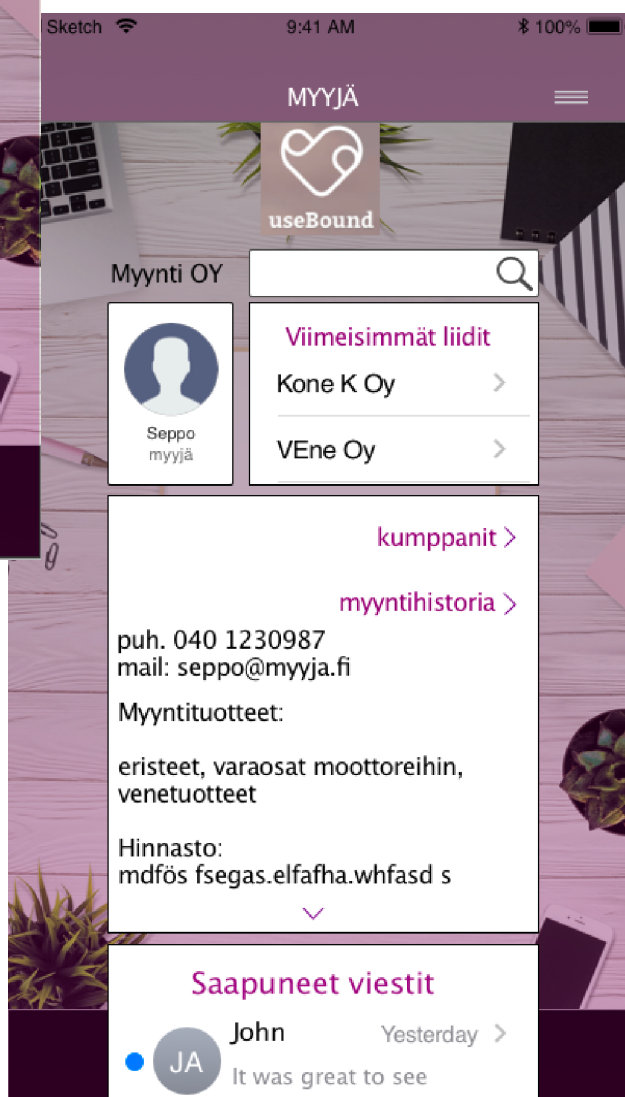 Sketch 9:41 AM 100%
MYYJÄ
useBound
Myynti OY
Seppo
myyjä
Viimeisimmät liidit
Kone K Oy
VEne Oy
kumppanit
myyntihistoria
puh. 040 1230987
mail: seppo@myyja.fi
Myyntituotteet:
eristeet, varaosat moottoreihin,
venetuotteet
Hinnasto:
mdfös fsegas.elfafha.whfasd s
Saapuneet viestit
JA
John Yesterday
It was great to see